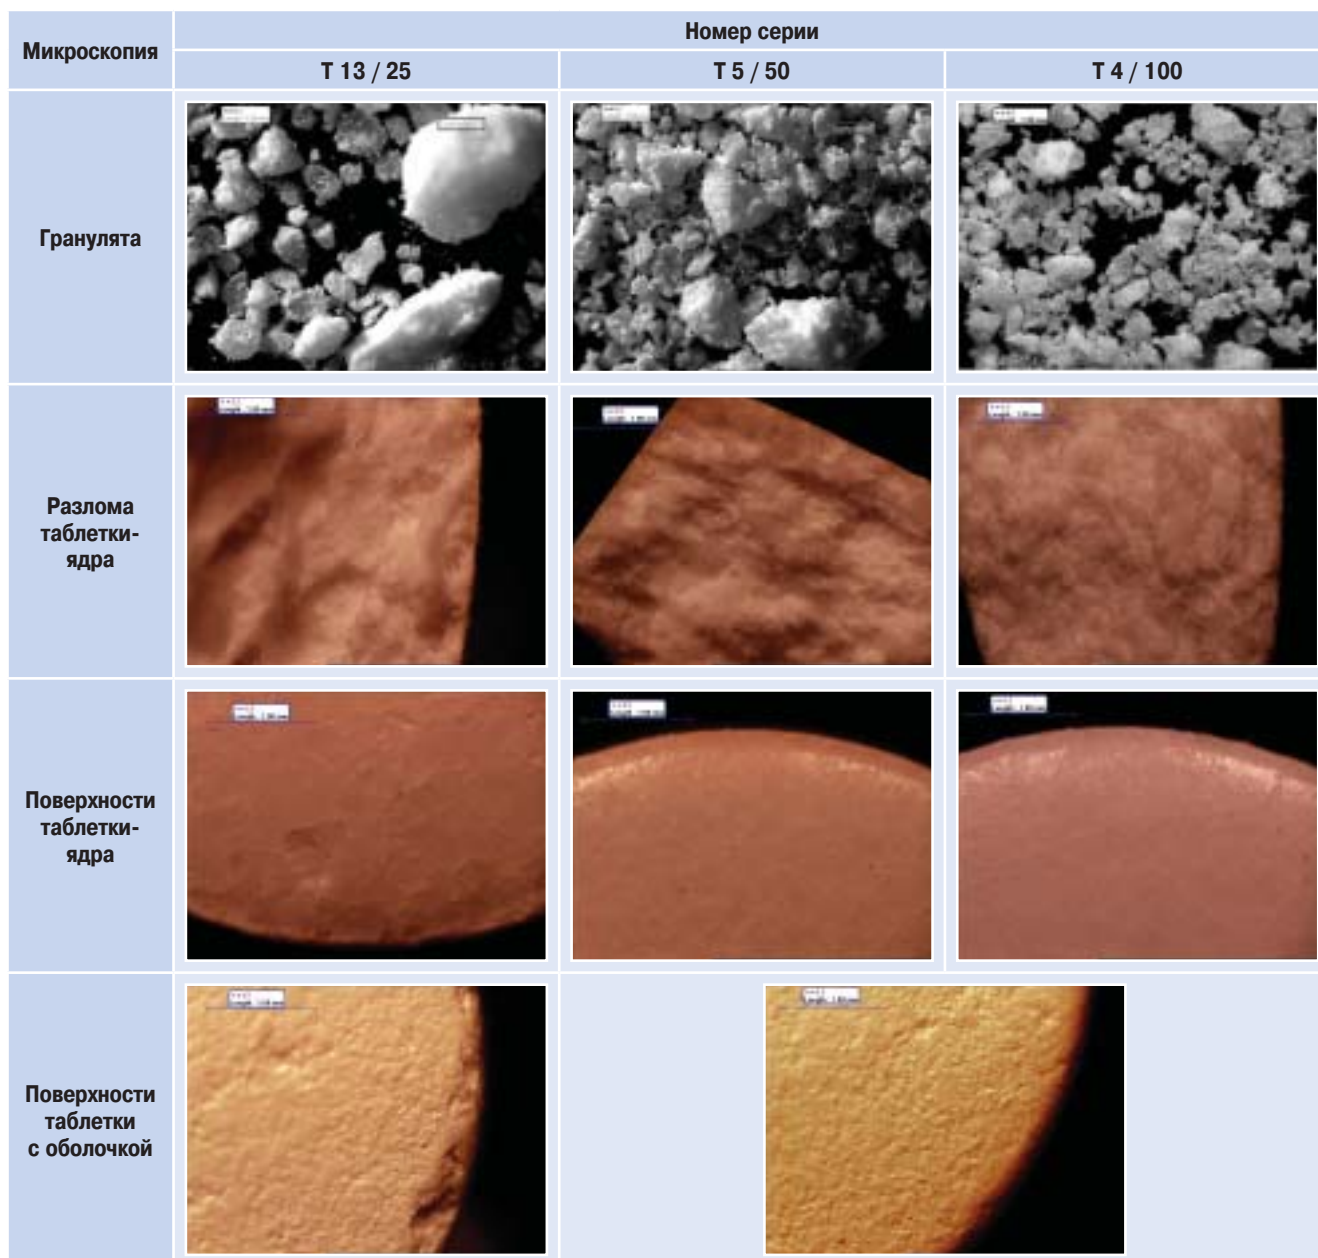 Микроскопия
Номер серии
Т 13 / 25
Т 5 / 50
Т 4 / 100
Гранулята
Разлома
таблетки-
ядра
Поверхности
таблетки-
ядра
Поверхности
таблетки
с оболочкой